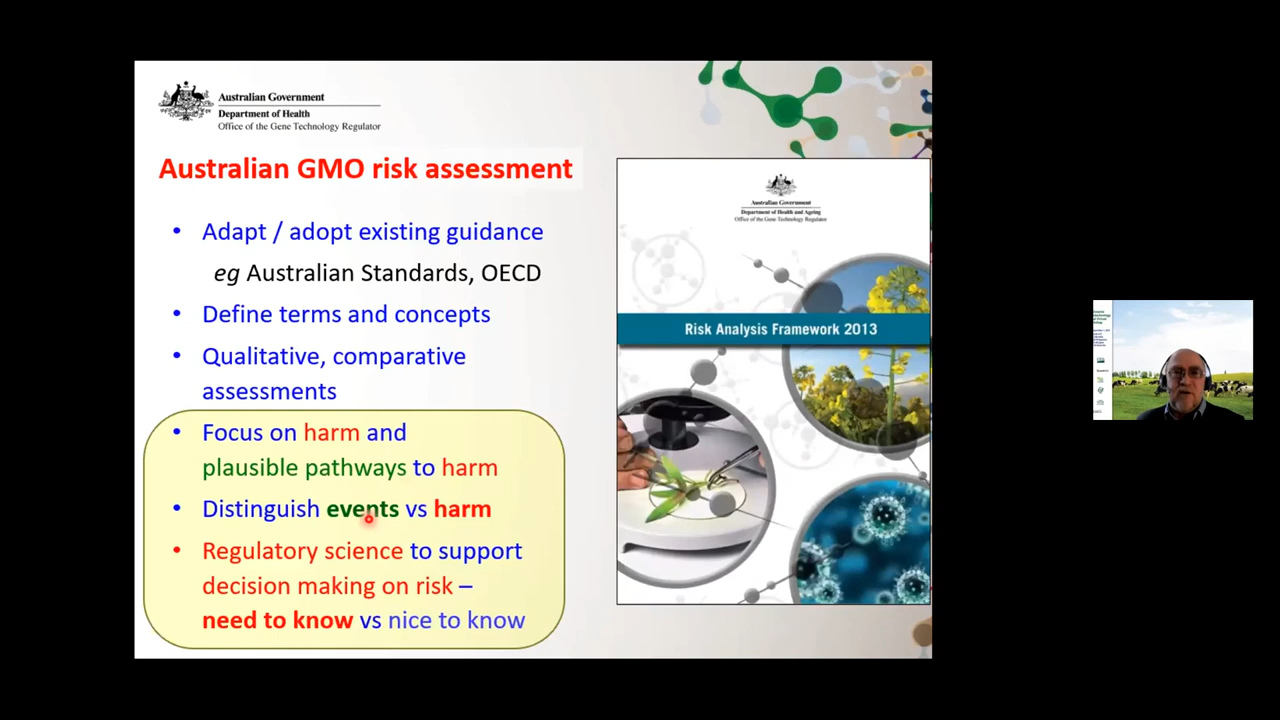 Australian Government
Department of Health
Office of the Gene Technology Regulator
Australian GMO risk assessment
• Adapt / adopt existing guidance
eg Australian Standards, OECD
• Define terms and concepts
• Qualitative, comparative
assessments
• Focus on harm and
plausible pathways to harm
• Distinguish events vs harm
• Regulatory science to support
decision making on risk –
need to know vs nice to know
Australian Government
Department of Health and Ageing
Office of the Gene Technology Regulator
Risk Analysis Framework 2013